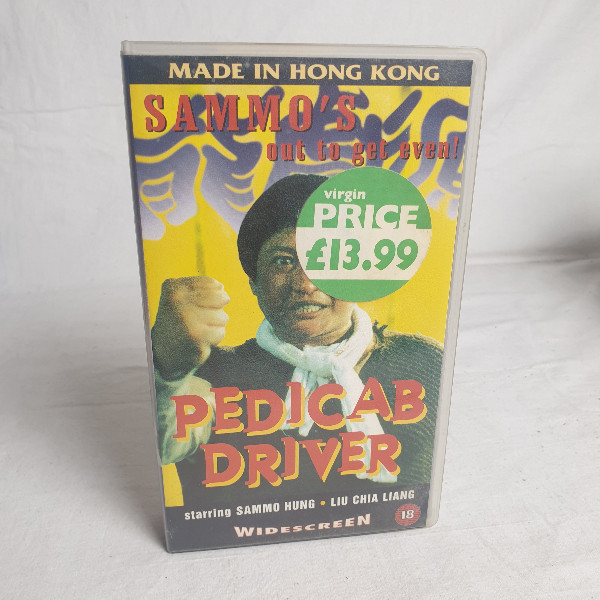 MADE IN HONG KONG
SAMMO'S
out to get even!
virgin
PRICE
£13.99
PEDICAB
DRIVER
starring SAMMO HUNG • LIU CHIA LIANG
WIDESCREEN
18